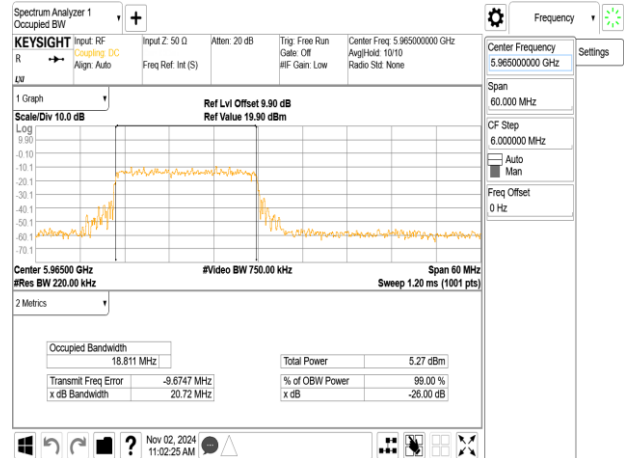 Spectrum Analyzer 1
Occupied BW
Frequency
KEYSIGHT
Input: RF
Coupling: DC
Align: Auto
Input Z: 50 Ω
Freq Ref: Int (S)
Atten: 20 dB
Trig: Free Run
Gate: Off
#IF Gain: Low
Center Freq: 5.965000000 GHz
Avg|Hold: 10/10
Radio Std: None
R
LXI
Center Frequency
5.965000000 GHz
Settings
Span
60.000 MHz
CF Step
6.000000 MHz
Auto
Man
Freq Offset
0 Hz
1 Graph
Scale/Div 10.0 dB
Ref Lvl Offset 9.90 dB
Ref Value 19.90 dBm
Log
9.90
-0.10
-10.1
-20.1
-30.1
-40.1
-50.1
-60.1
-70.1
Center 5.96500 GHz
#Res BW 220.00 kHz
#Video BW 750.00 kHz
Span 60 MHz
Sweep 1.20 ms (1001 pts)
2 Metrics
Occupied Bandwidth
18.811 MHz
Total Power 5.27 dBm
Transmit Freq Error -9.6747 MHz
% of OBW Power 99.00 %
x dB Bandwidth 20.72 MHz
x dB -26.00 dB
Nov 02, 2024
11:02:25 AM